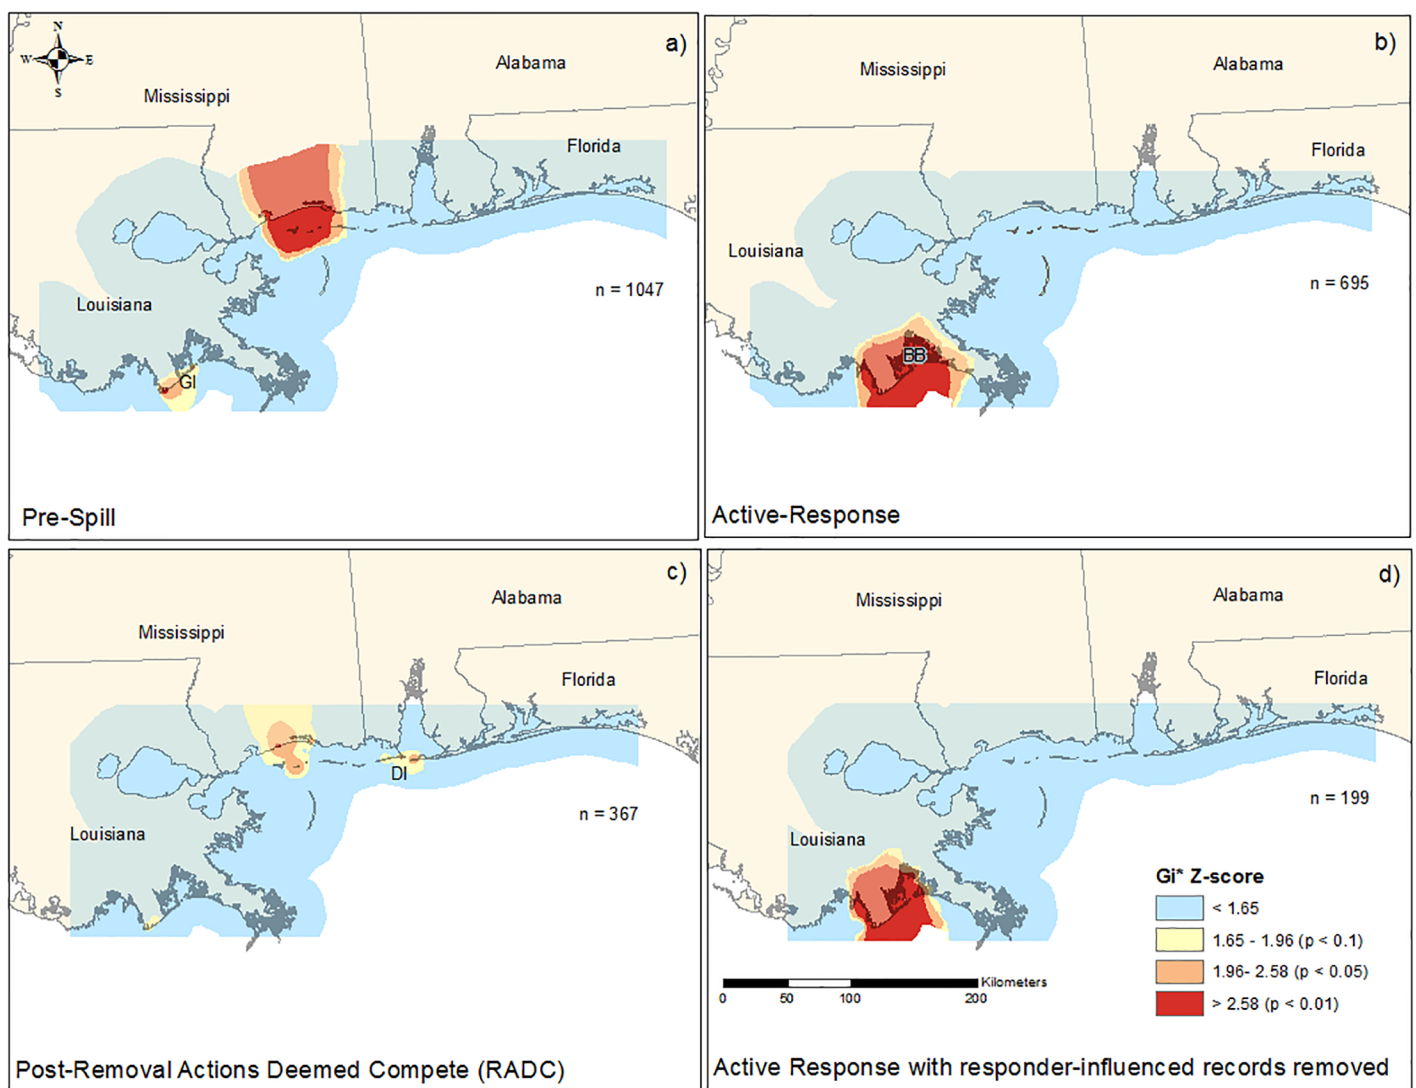 a)
N
W E
S
Alabama
Mississippi
Florida
Louisiana
n = 1047
GI
Pre-Spill
b)
Alabama
Mississippi
Florida
Louisiana
n = 695
BB
Active-Response
c)
Alabama
Mississippi
Florida
DI
Louisiana
n = 367
Post-Removal Actions Deemed Compete (RADC)
d)
Alabama
Mississippi
Florida
Louisiana
n = 199
Gi* Z-score
< 1.65
1.65 - 1.96 (p < 0.1)
1.96- 2.58 (p < 0.05)
> 2.58 (p < 0.01)
Kilometers
0 50 100 200
Active Response with responder-influenced records removed